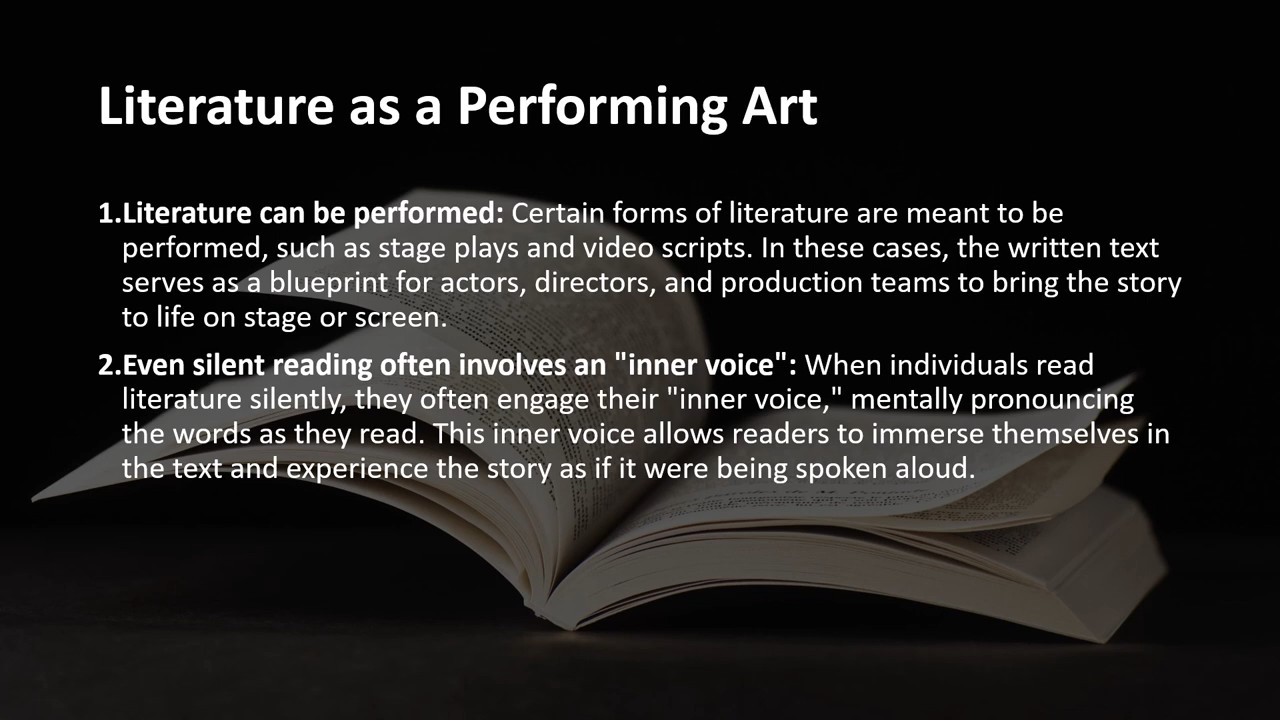 Literature as a Performing Art
1.Literature can be performed: Certain forms of literature are meant to be
performed, such as stage plays and video scripts. In these cases, the written text
serves as a blueprint for actors, directors, and production teams to bring the story
to life on stage or screen.
2.Even silent reading often involves an "inner voice": When individuals read
literature silently, they often engage their "inner voice," mentally pronouncing
the words as they read. This inner voice allows readers to immerse themselves in
the text and experience the story as if it were being spoken aloud.